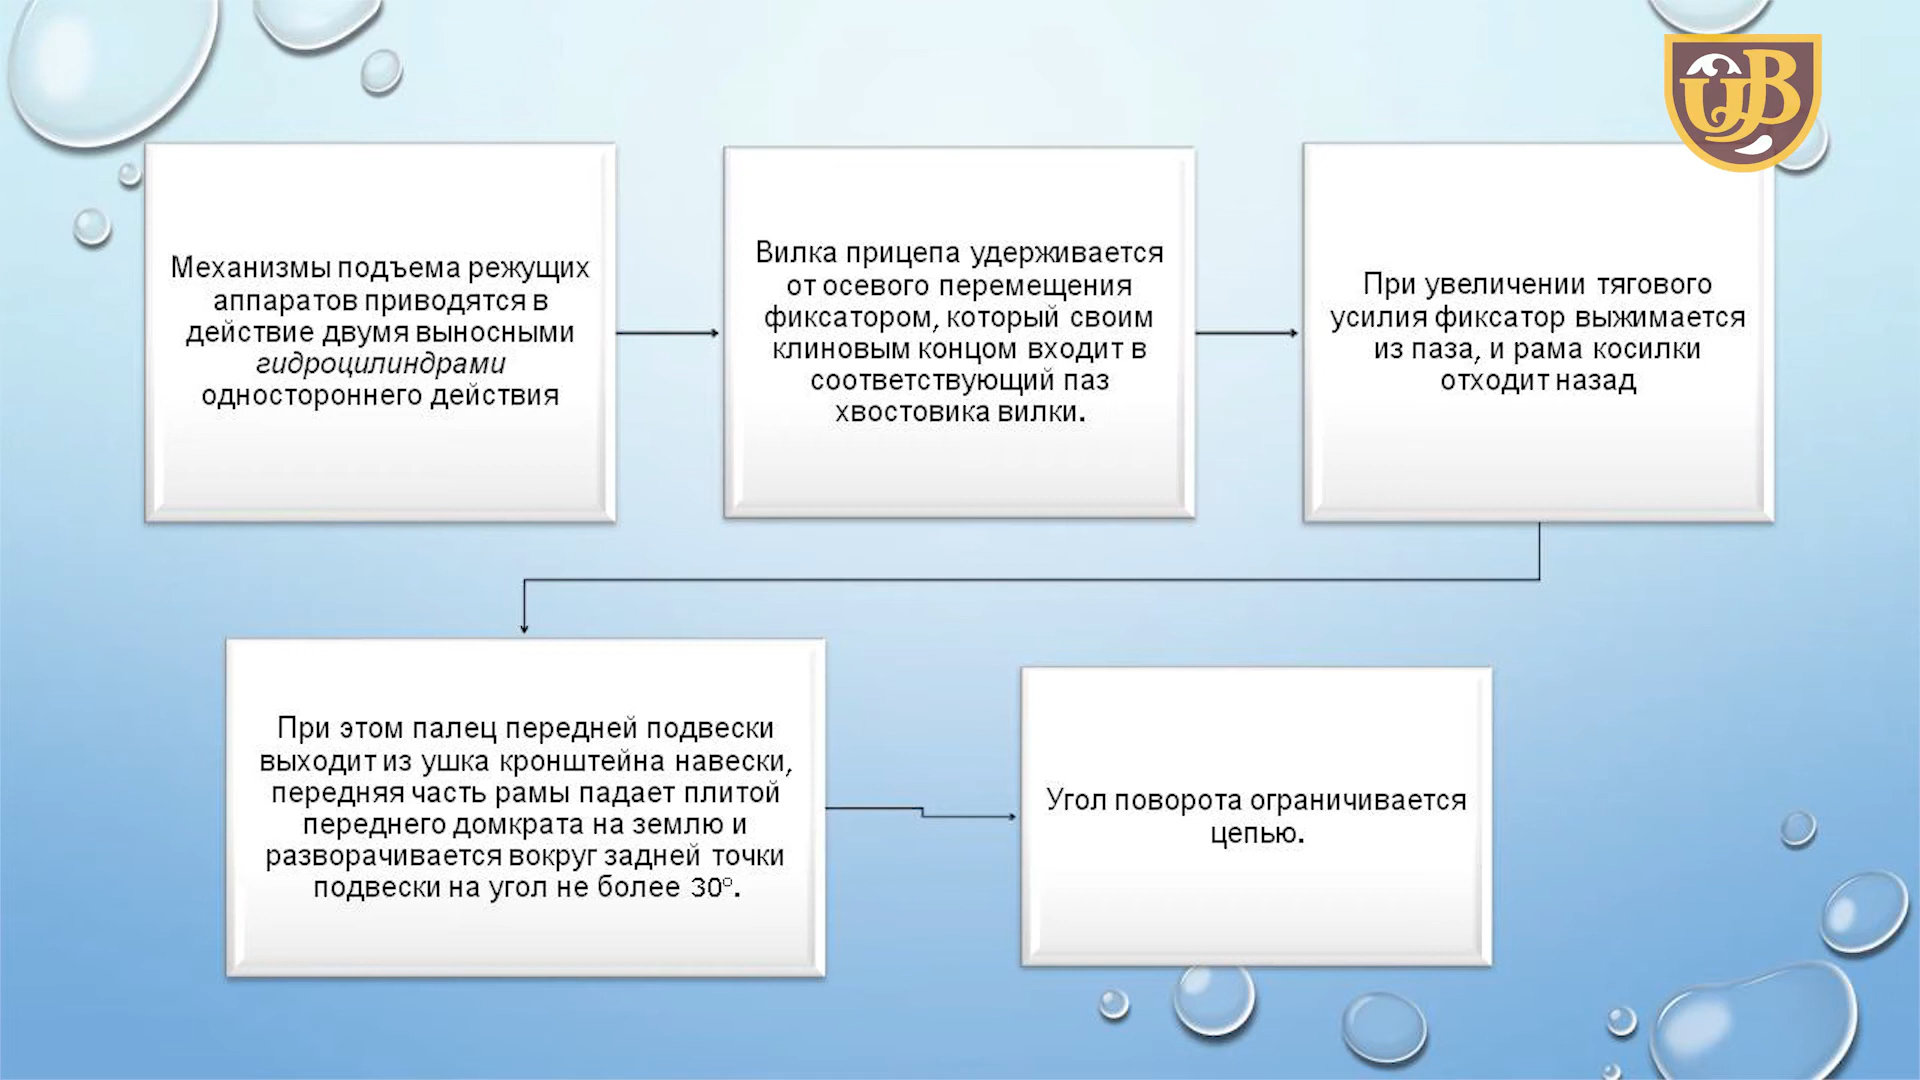 Механизмы подъема режущих
аппаратов приводятся в
действие двумя выносными
гидроцилиндрами
одностороннего действия
Вилка прицепа удерживается
от осевого перемещения
фиксатором, который своим
клиновым концом входит в
соответствующий паз
хвостовика вилки.
При увеличении тягового
усилия фиксатор выжимается
из паза, и рама косилки
отходит назад
При этом палец передней подвески
выходит из ушка кронштейна навески,
передняя часть рамы падает плитой
переднего домкрата на землю и
разворачивается вокруг задней точки
подвески на угол не более 30°.
Угол поворота ограничивается
цепью.